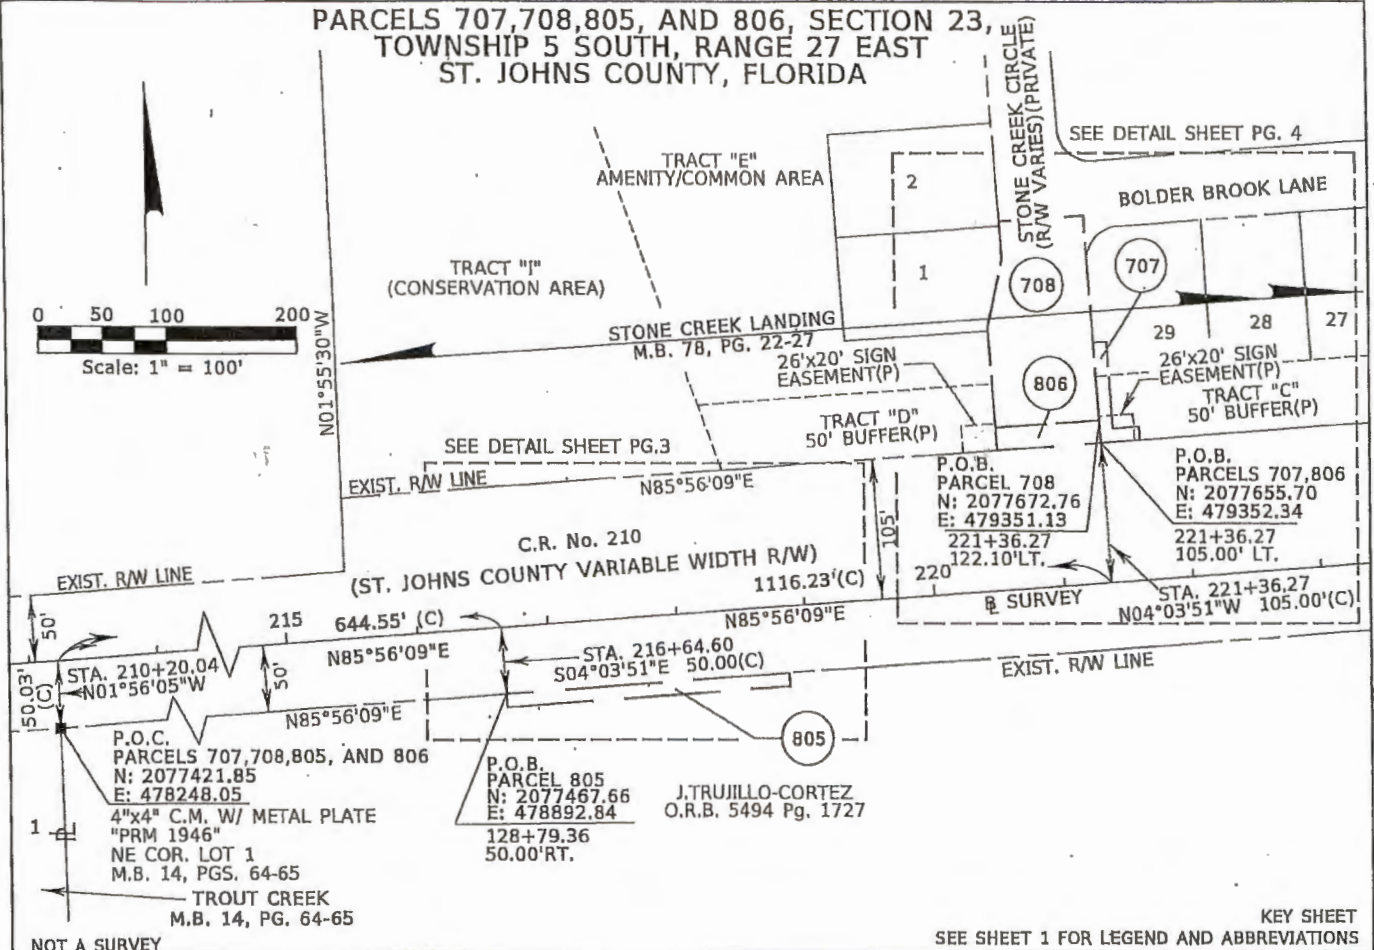 PARCELS 707,708,805, AND 806, SECTION 23,
TOWNSHIP 5 SOUTH, RANGE 27 EAST
ST. JOHNS COUNTY, FLORIDA
STONE CREEK CIRCLE
(R/W VARIES)(PRIVATE)
SEE DETAIL SHEET PG. 4
TRACT "E"
AMENITY/COMMON AREA
2
BOLDER BROOK LANE
1
TRACT "I"
(CONSERVATION AREA)
708
707
0 50 100 200
Scale: 1" = 100'
N01°55'30"W
STONE CREEK LANDING
M.B. 78, PG. 22-27
29
28
27
26'x20' SIGN
EASEMENT(P)
806
26'x20' SIGN
EASEMENT(P)
TRACT "C"
50' BUFFER(P)
TRACT "D"
50' BUFFER(P)
SEE DETAIL SHEET PG.3
EXIST. R/W LINE
N85°56'09"E
P.O.B.
PARCEL 708
N: 2077672.76
E: 479351.13
221+36.27
122.10'LT.
P.O.B.
PARCELS 707,806
N: 2077655.70
E: 479352.34
221+36.27
105.00' LT.
105'
C.R. No. 210
(ST. JOHNS COUNTY VARIABLE WIDTH R/W)
EXIST. R/W LINE
1116.23'(C)
220
STA. 221+36.27
N04°03'51"W 105.00'(C)
BL SURVEY
50'
215
644.55' (C)
N85°56'09"E
N85°56'09"E
STA. 210+20.04
N01°56'05"W
50.03'
(C)
50'
STA. 216+64.60
S04°03'51"E 50.00(C)
EXIST. R/W LINE
N85°56'09"E
805
P.O.C.
PARCELS 707,708,805, AND 806
N: 2077421.85
E: 478248.05
4"x4" C.M. W/ METAL PLATE
"PRM 1946"
NE COR. LOT 1
M.B. 14, PGS. 64-65
P.O.B.
PARCEL 805
N: 2077467.66
E: 478892.84
128+79.36
50.00'RT.
J.TRUJILLO-CORTEZ
O.R.B. 5494 Pg. 1727
1
PL
TROUT CREEK
M.B. 14, PG. 64-65
NOT A SURVEY
KEY SHEET
SEE SHEET 1 FOR LEGEND AND ABBREVIATIONS